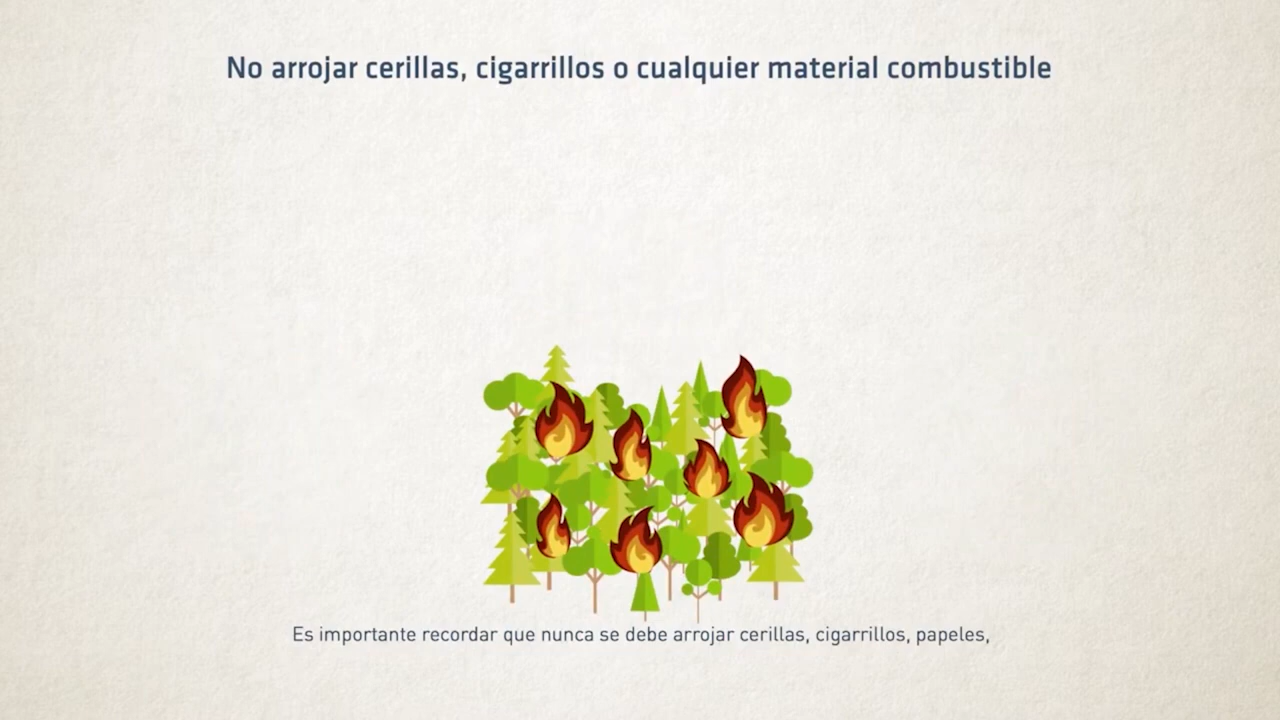 No arrojar cerillas, cigarrillos o cualquier material combustible
Es importante recordar que nunca se debe arrojar cerillas, cigarrillos, papeles,